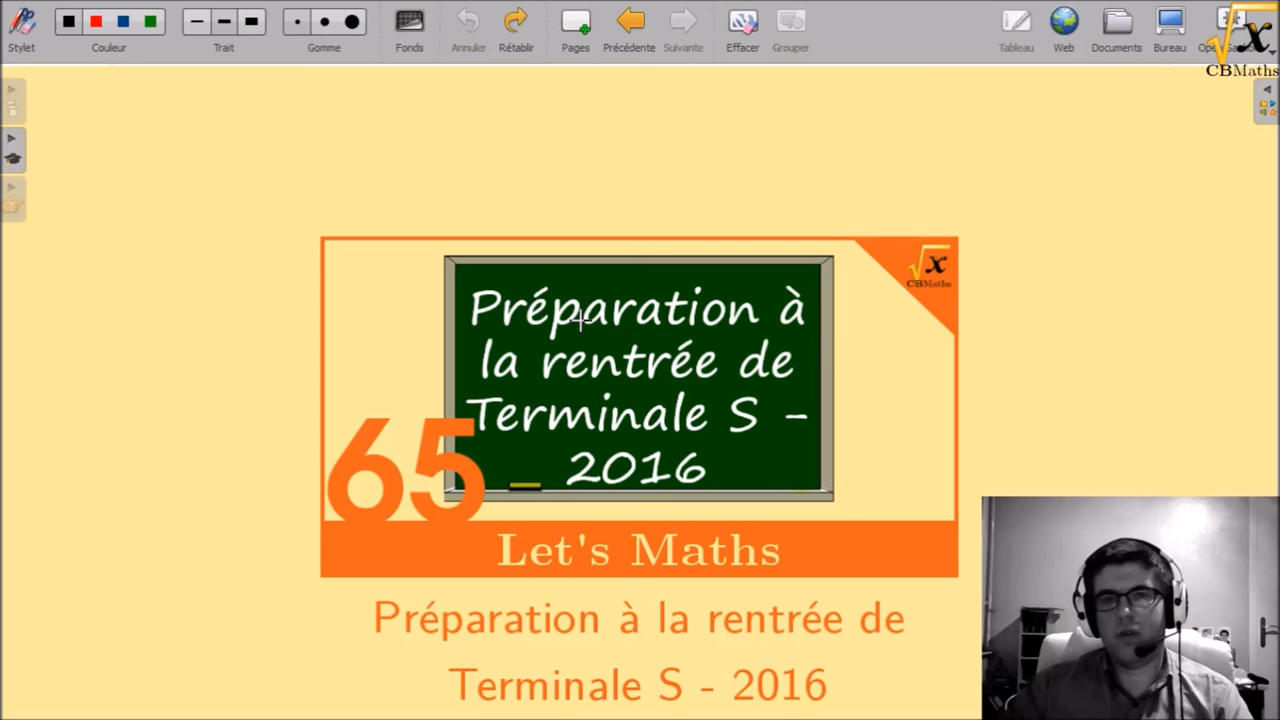 Stylet
Couleur
Trait
Gomme
Fonds
Annuler
Rétablir
Pages
Précédente
Suivante
Effacer
Grouper
Tableau
Web
Documents
Bureau
x
CBMaths
Préparation à
la rentrée de
Terminale S -
2016
x
CBMaths
65
Let's Maths
Préparation à la rentrée de
Terminale S - 2016